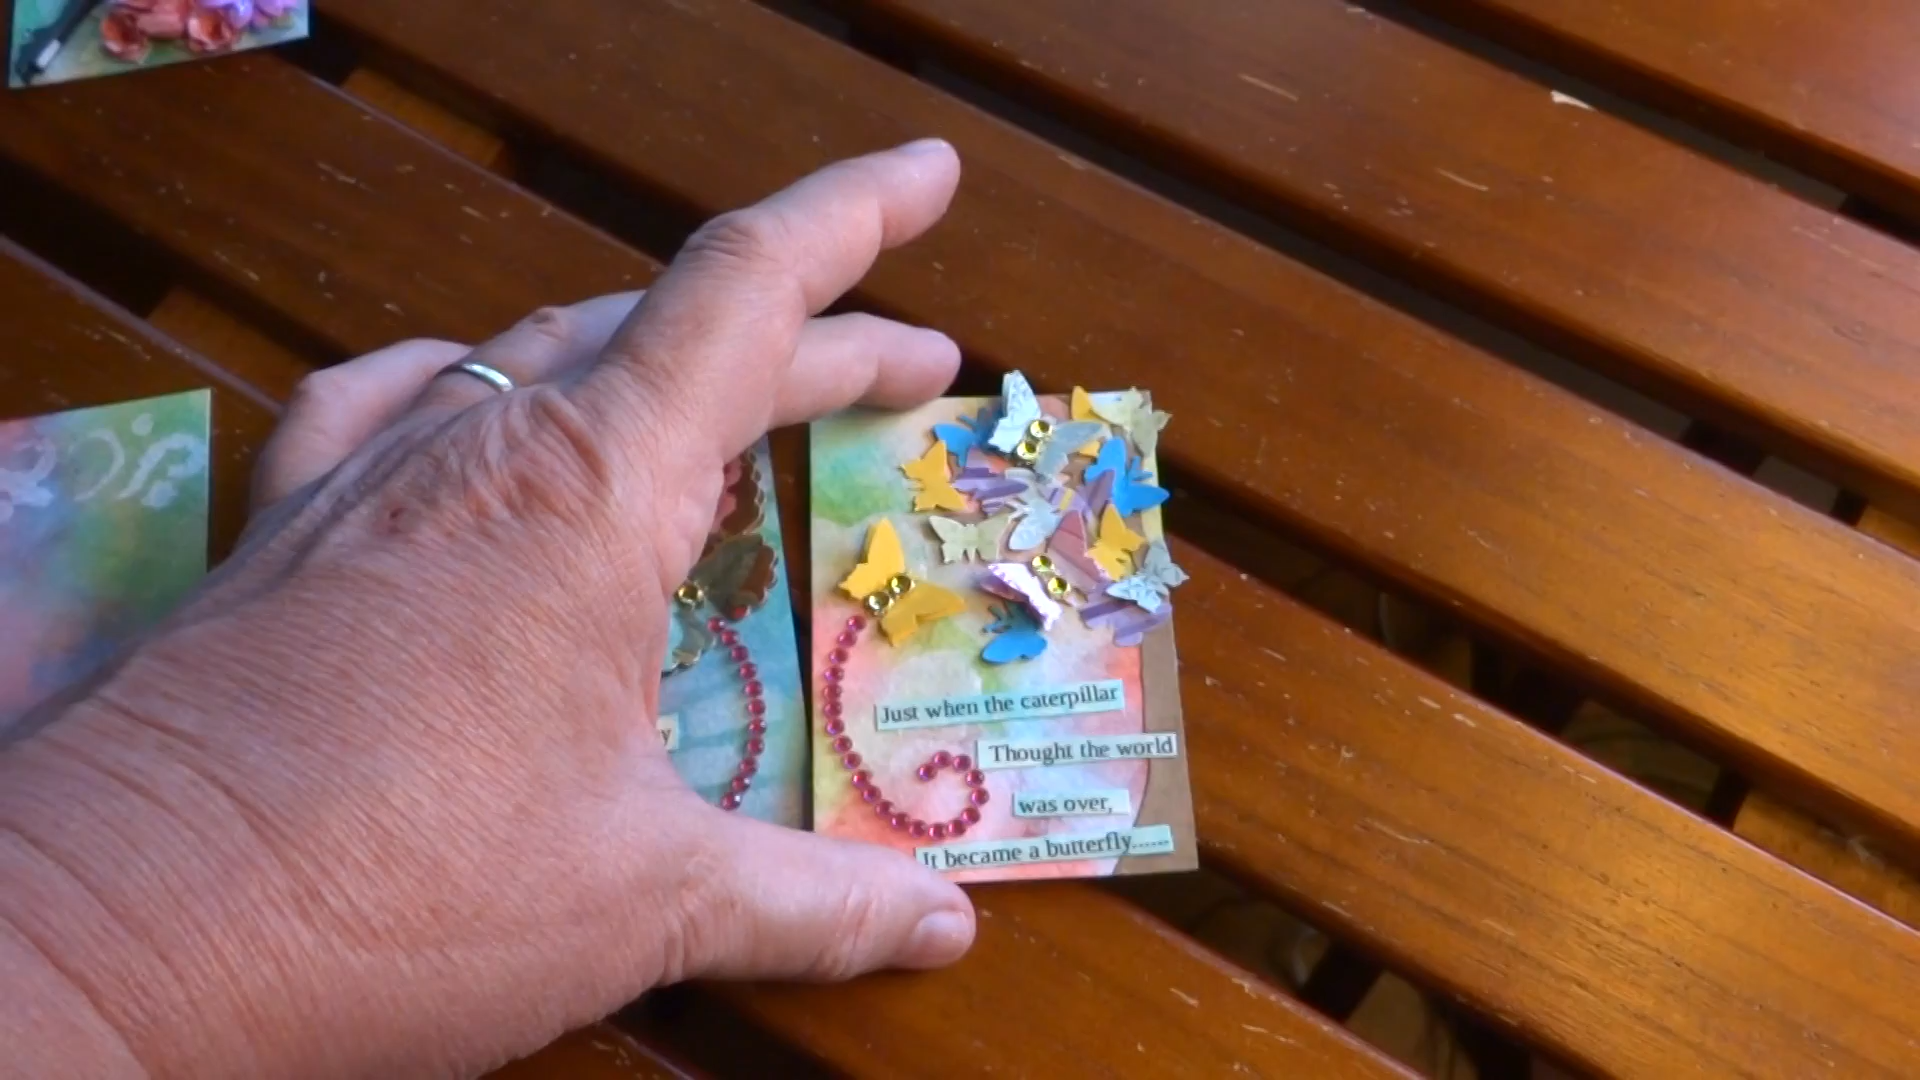 Just when the caterpillar
Thought the world
was over,
It became a butterfly......
y